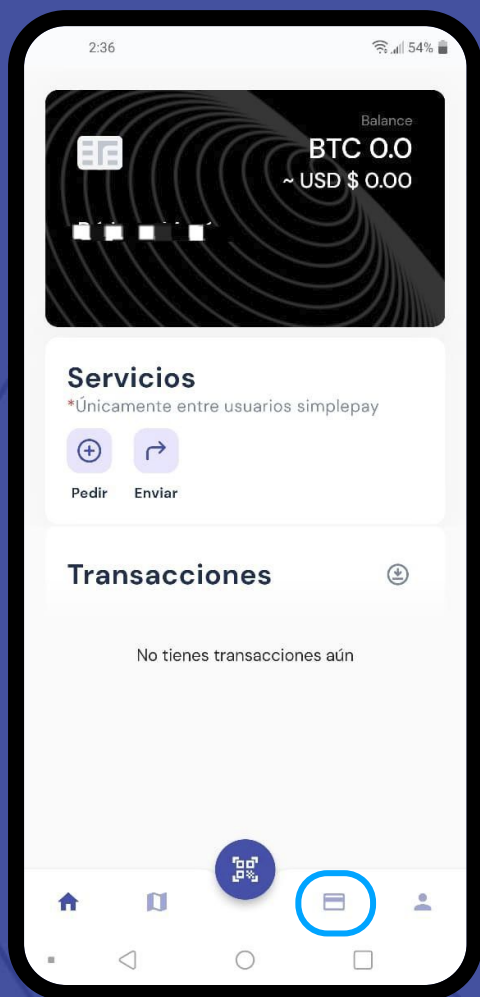 2:36
54%
Balance
BTC 0.0
~ USD $ 0.00
Servicios
*Únicamente entre usuarios simplepay
Pedir Enviar
Transacciones
No tienes transacciones aún